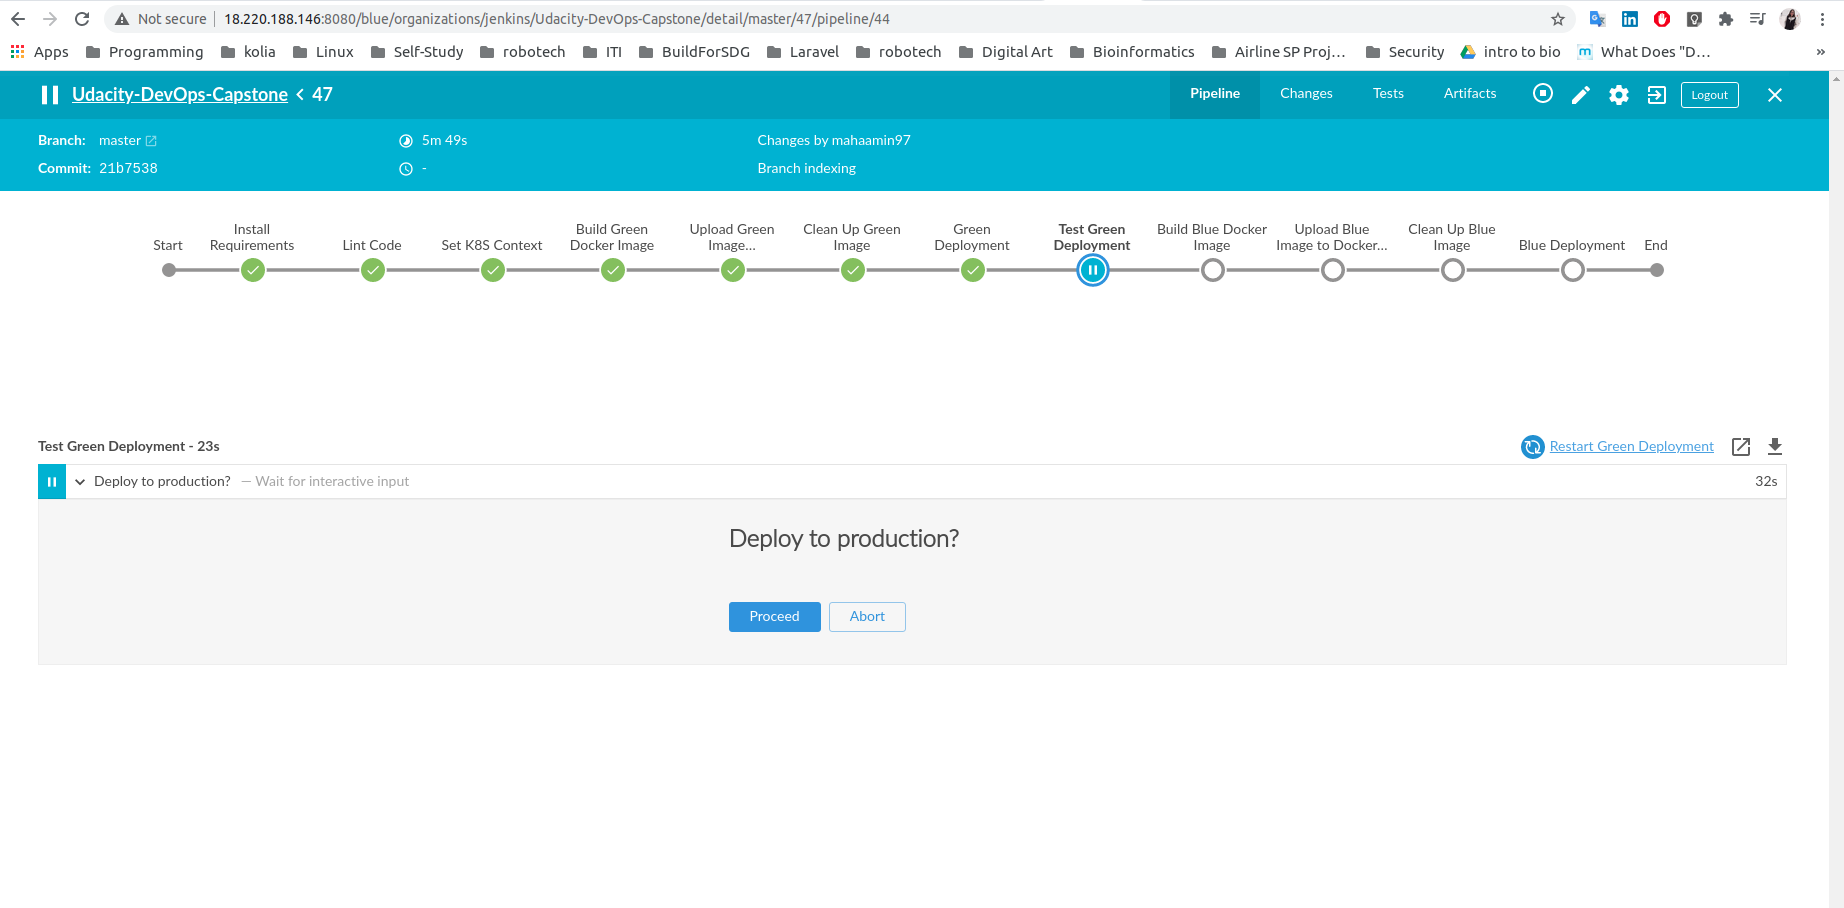 Not secure | 18.220.188.146:8080/blue/organizations/jenkins/Udacity-DevOps-Capstone/detail/master/47/pipeline/44
Apps Programming kolia Linux Self-Study robotech ITI BuildForSDG Laravel robotech Digital Art Bioinformatics Airline SP Proj... Security intro to bio What Does "D... »
Udacity-DevOps-Capstone < 47 Pipeline Changes Tests Artifacts Logout
Branch: master 5m 49s Changes by mahaamin97
Commit: 21b7538 - Branch indexing
Start
Install
Requirements
Lint Code
Set K8S Context
Build Green
Docker Image
Upload Green
Image...
Clean Up Green
Image
Green
Deployment
Test Green
Deployment
Build Blue Docker
Image
Upload Blue
Image to Docker...
Clean Up Blue
Image
Blue Deployment
End
Test Green Deployment - 23s Restart Green Deployment
Deploy to production? — Wait for interactive input 32s
Deploy to production?
Proceed Abort